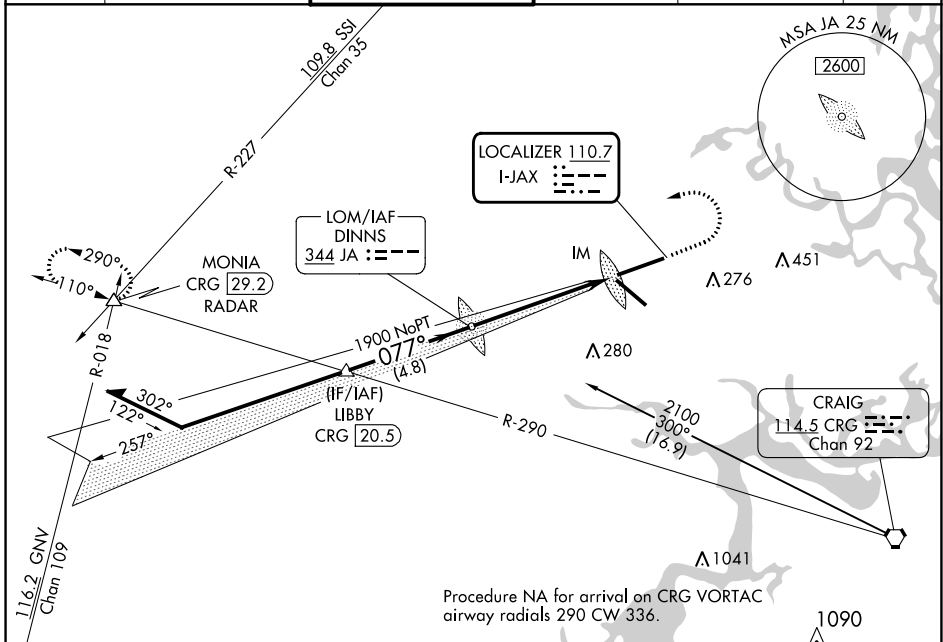 109.8 SSI
Chan 35
MSA JA 25 NM
2600
R-227
LOCALIZER 110.7
I-JAX
LOM/IAF
DINNS
344 JA
IM
290°
110°
MONIA
CRG 29.2
RADAR
451
276
280
1900 NoPT
077°
(4.8)
R-018
302°
122°
257°
(IF/IAF)
LIBBY
CRG 20.5
R-290
2100
300°
(16.9)
CRAIG
114.5 CRG
Chan 92
116.2 GNV
Chan 109
1041
Procedure NA for arrival on CRG VORTAC
airway radials 290 CW 336.
1090